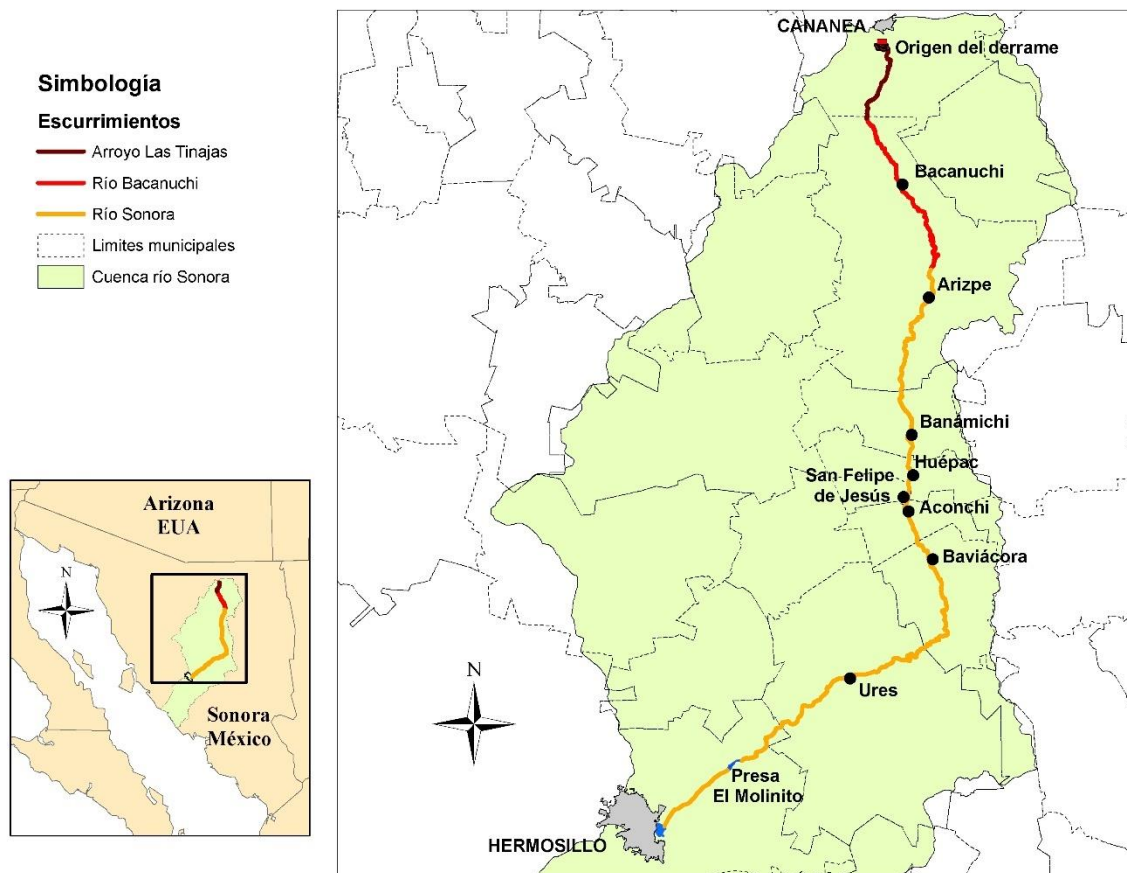 Simbología
Escurrimientos
Arroyo Las Tinajas
Río Bacanuchi
Río Sonora
Limites municipales
Cuenca río Sonora
CANANEA
Origen del derrame
Bacanuchi
Arizpe
Banámichi
Huépac
San Felipe
de Jesús
Aconchi
Baviácora
N
Ures
Presa
El Molinito
HERMOSILLO
Arizona
EUA
N
Sonora
México